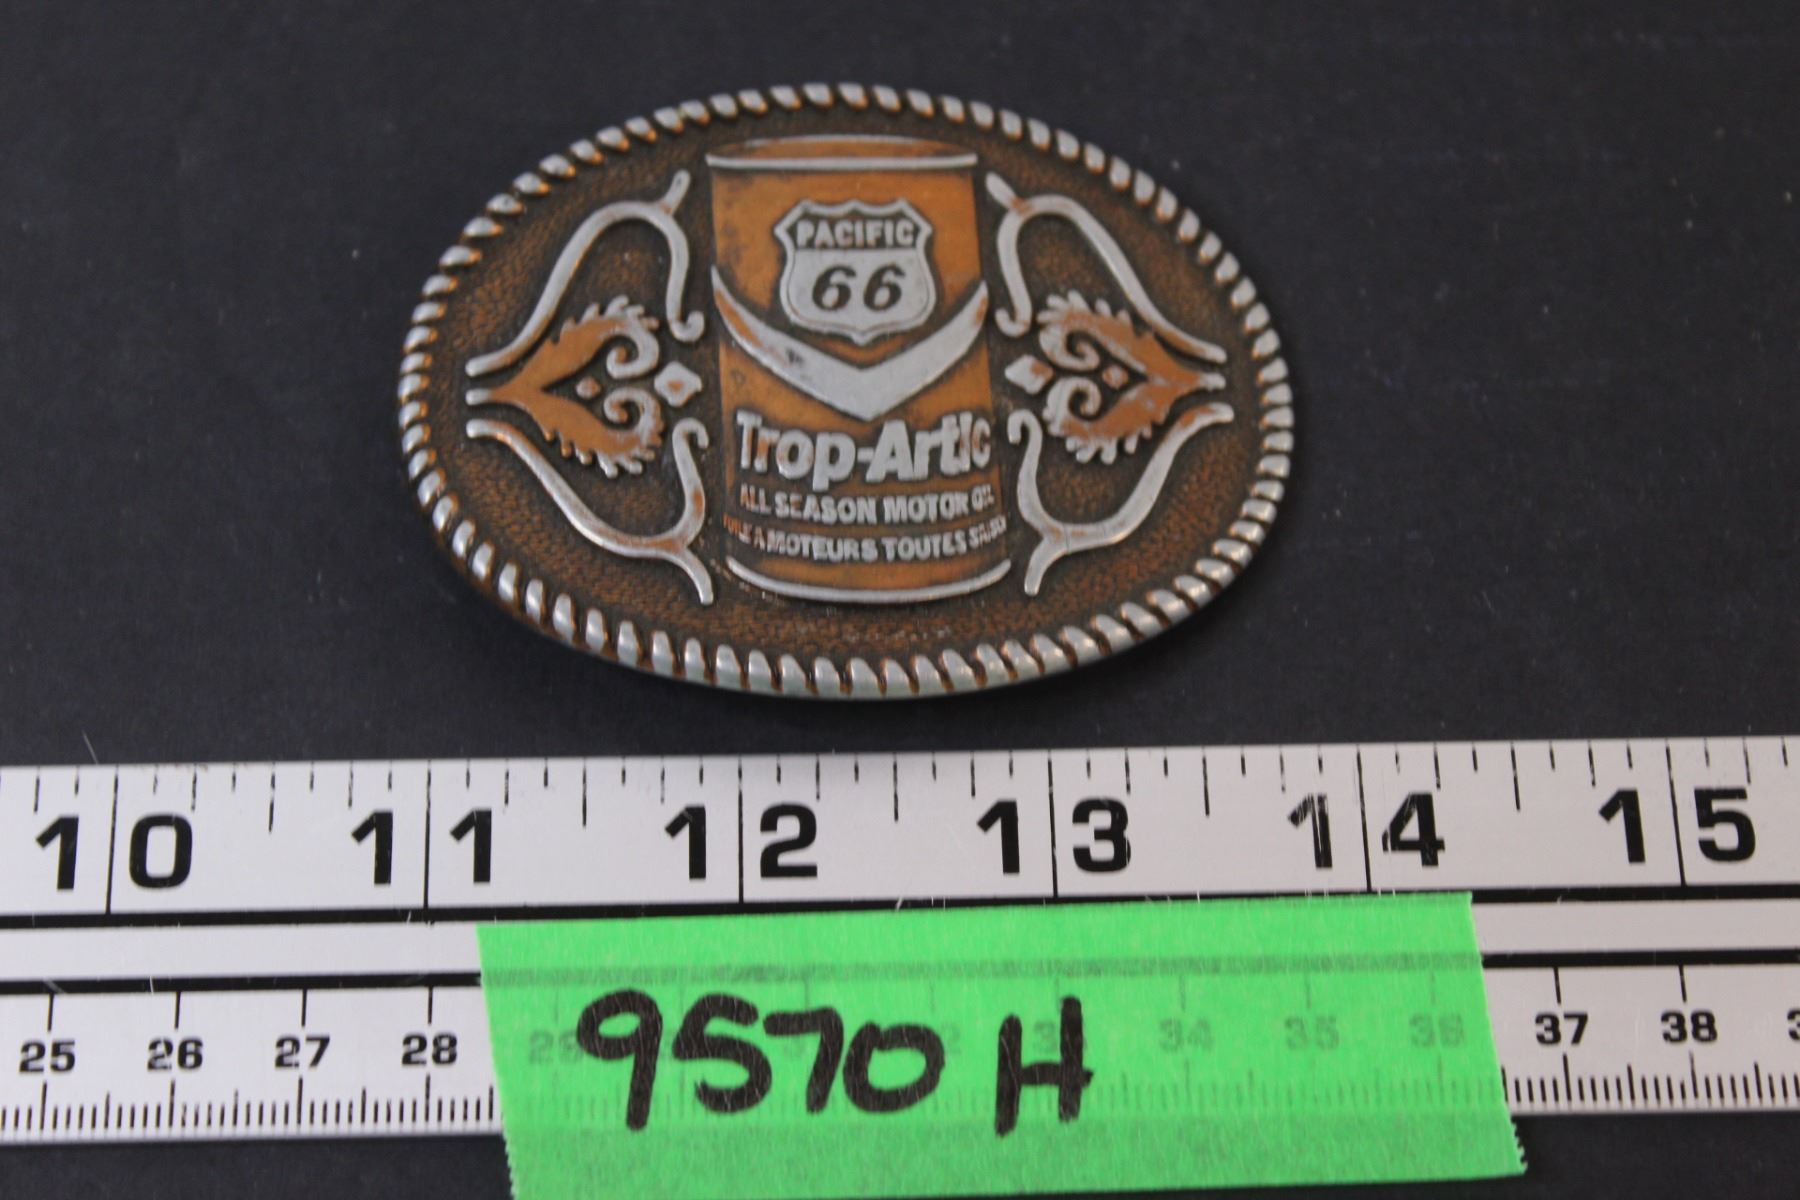 PACIFIC
66
Trop-Artic
ALL SEASON MOTOR OIL
A MOTEURS TOUTES
10 11 12 13 14 15
25 26 27 28 29 34 35 36 37 38
9570 H